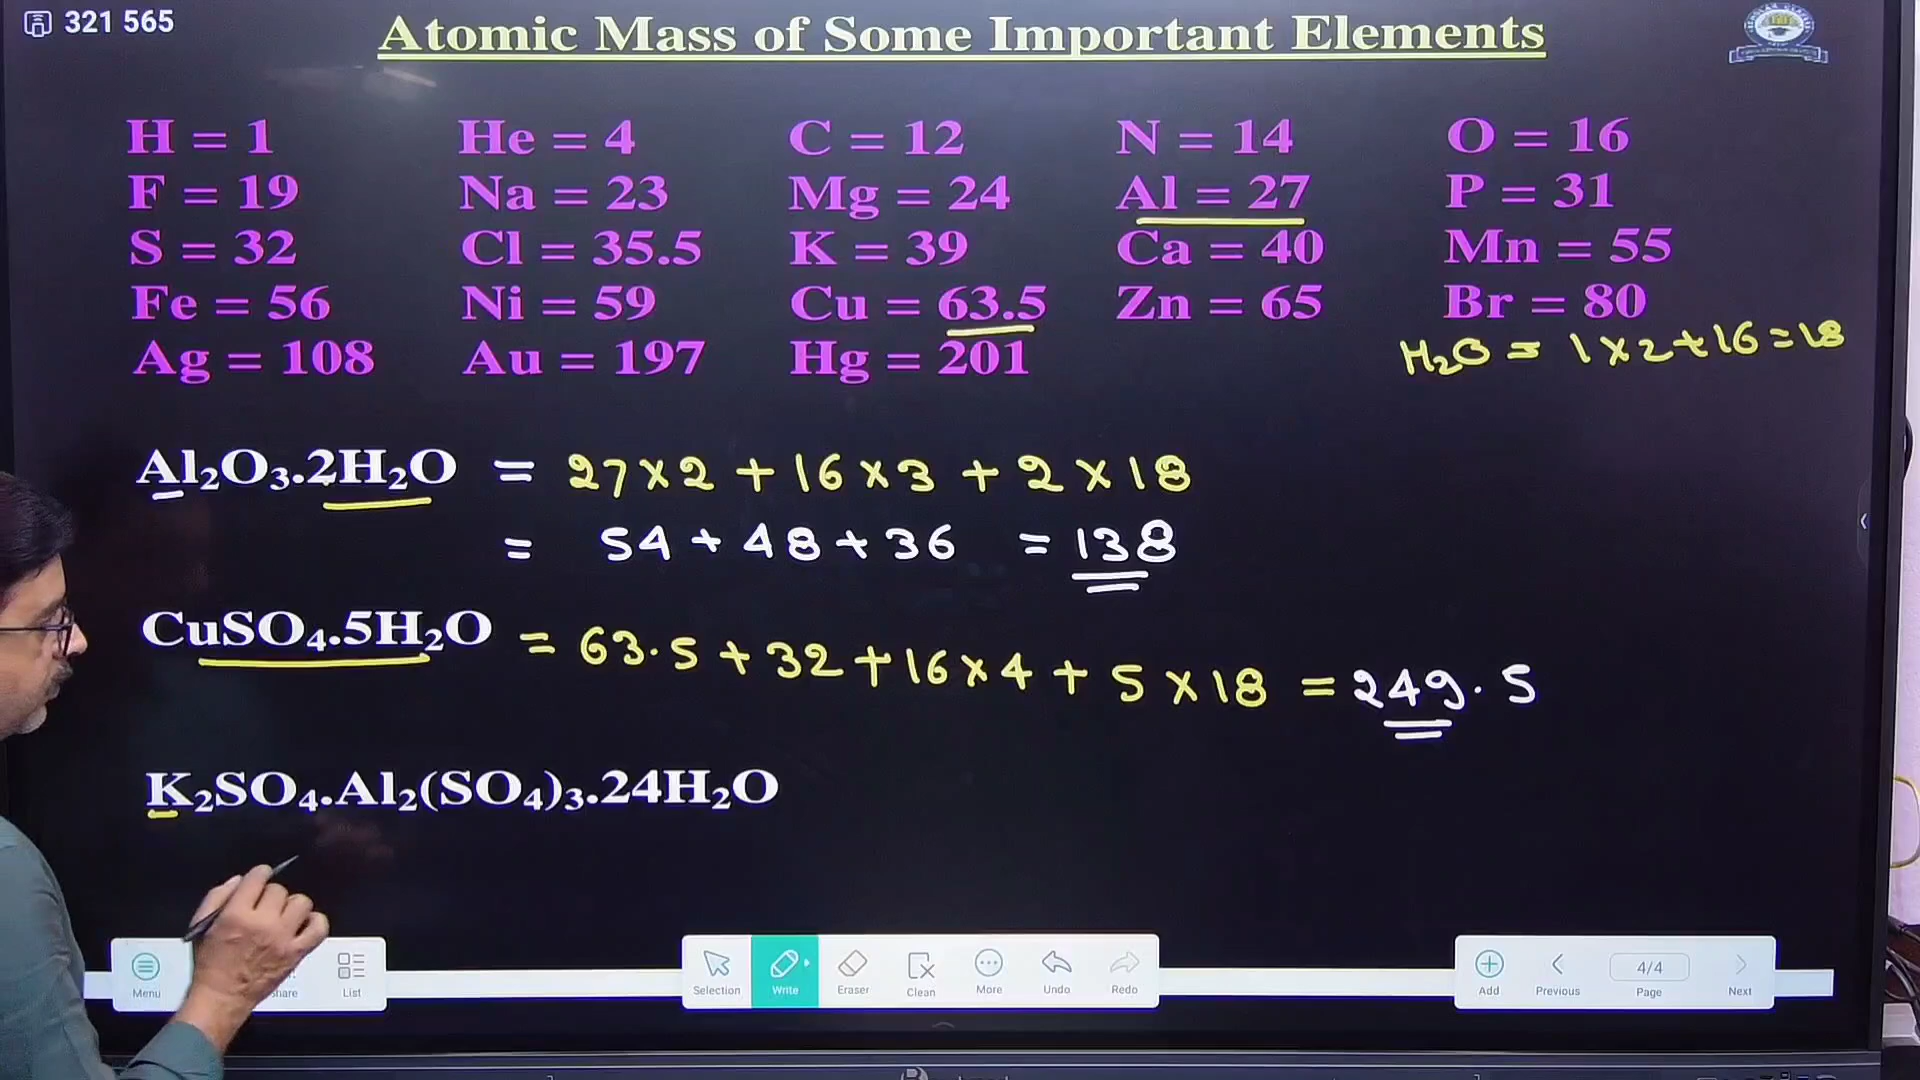 321 565
Atomic Mass of Some Important Elements
H = 1 He = 4 C = 12 N = 14 O = 16
F = 19 Na = 23 Mg = 24 Al = 27 P = 31
S = 32 Cl = 35.5 K = 39 Ca = 40 Mn = 55
Fe = 56 Ni = 59 Cu = 63.5 Zn = 65 Br = 80
Ag = 108 Au = 197 Hg = 201
H₂O = 1 × 2 + 16 = 18
Al₂O₃.2H₂O = 27 × 2 + 16 × 3 + 2 × 18
= 54 + 48 + 36 = 138
CuSO₄.5H₂O = 63.5 + 32 + 16 × 4 + 5 × 18 = 249.5
K₂SO₄.Al₂(SO₄)₃.24H₂O
Menu List
Selection Write Eraser Clean More Undo Redo
Add Previous 4/4 Page Next